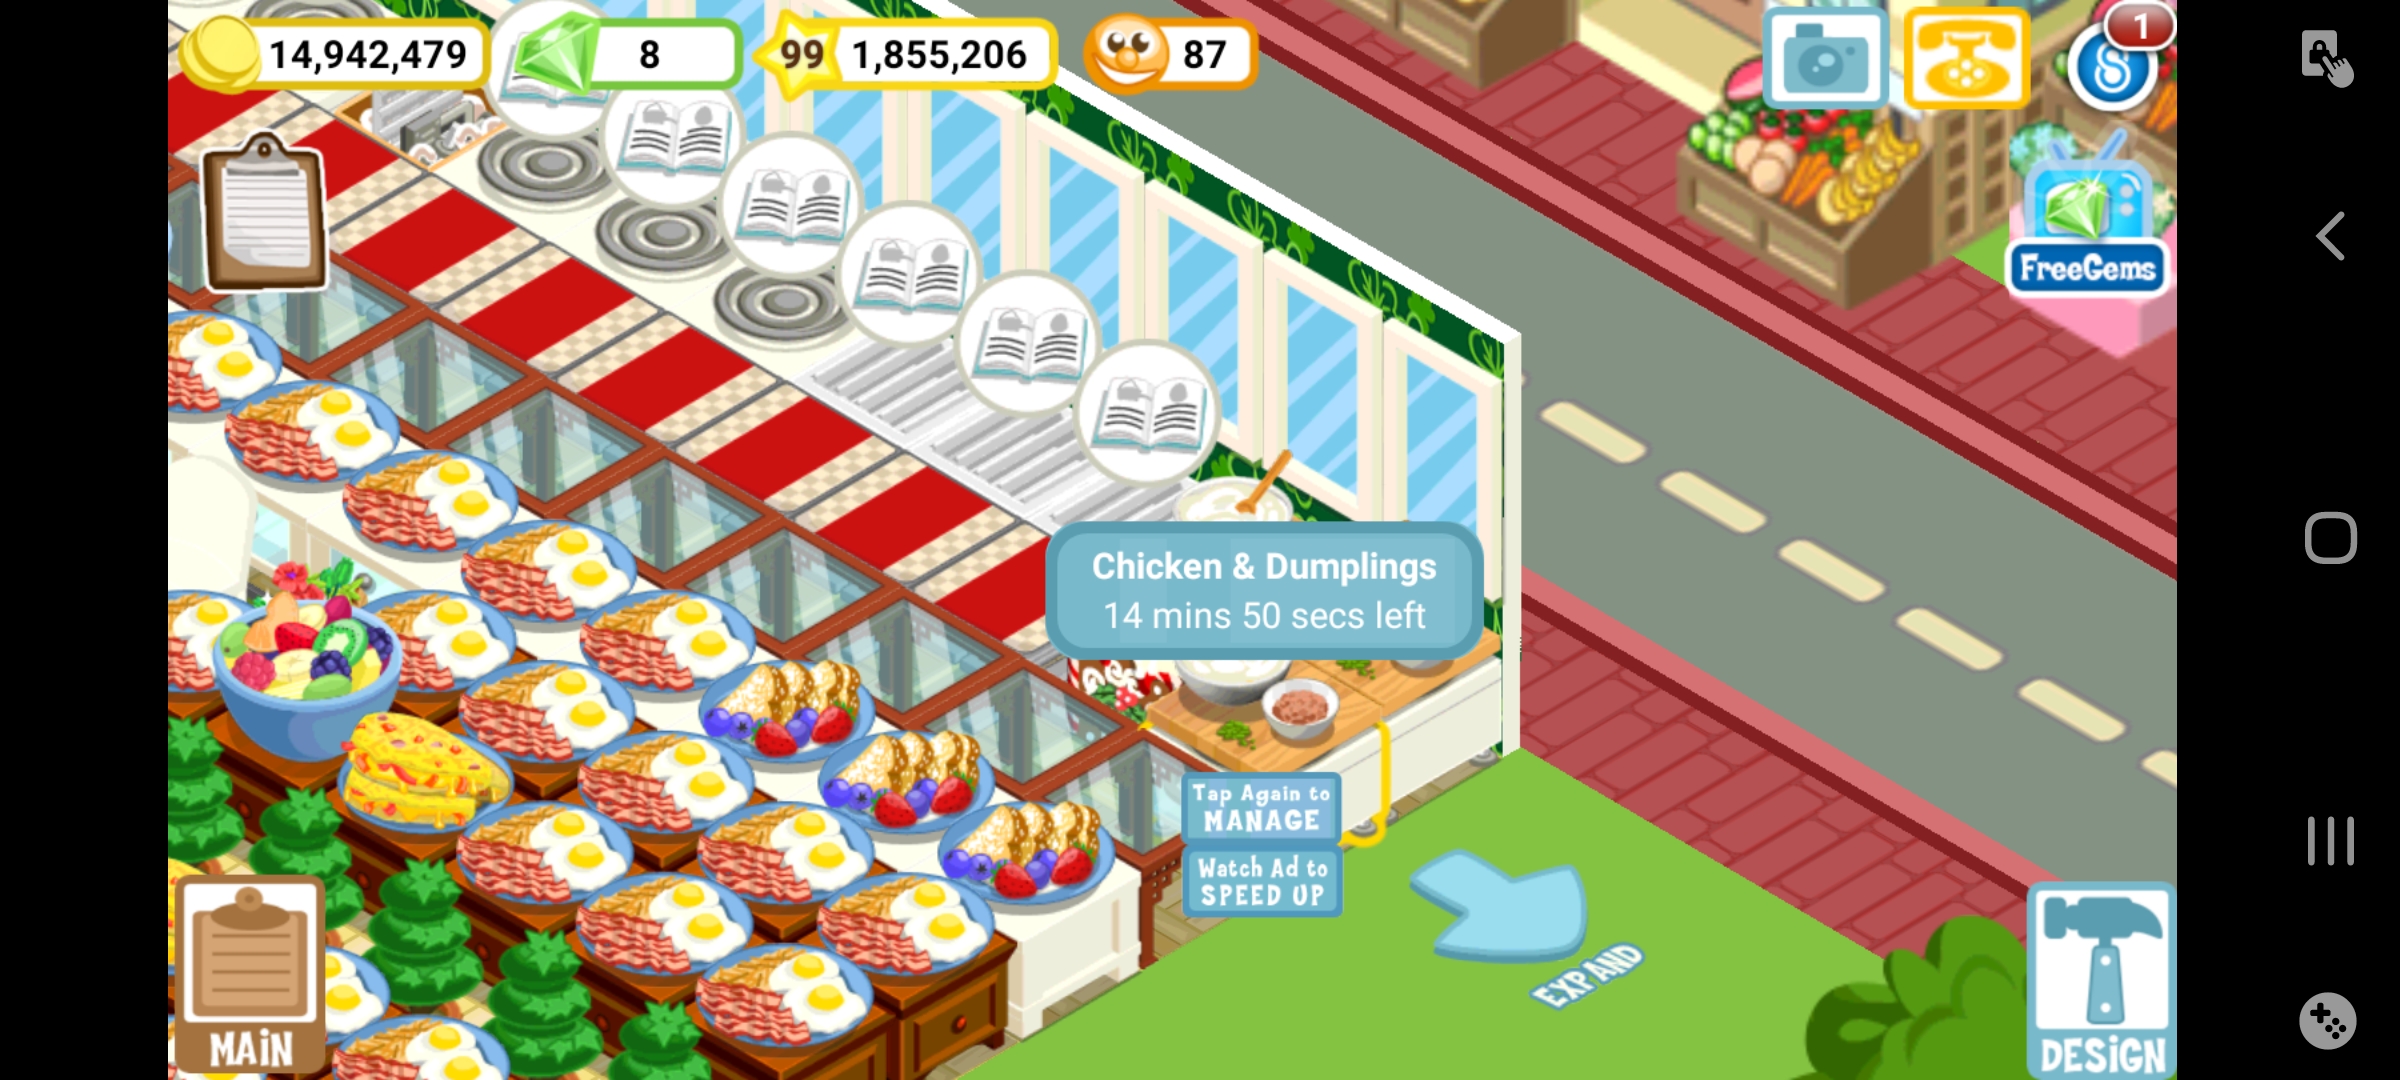 14,942,479
8
99 1,855,206
87
1
FreeGems
Chicken & Dumplings
14 mins 50 secs left
Tap Again to
MANAGE
Watch Ad to
SPEED UP
EXPAND
MAiN
DESiGN